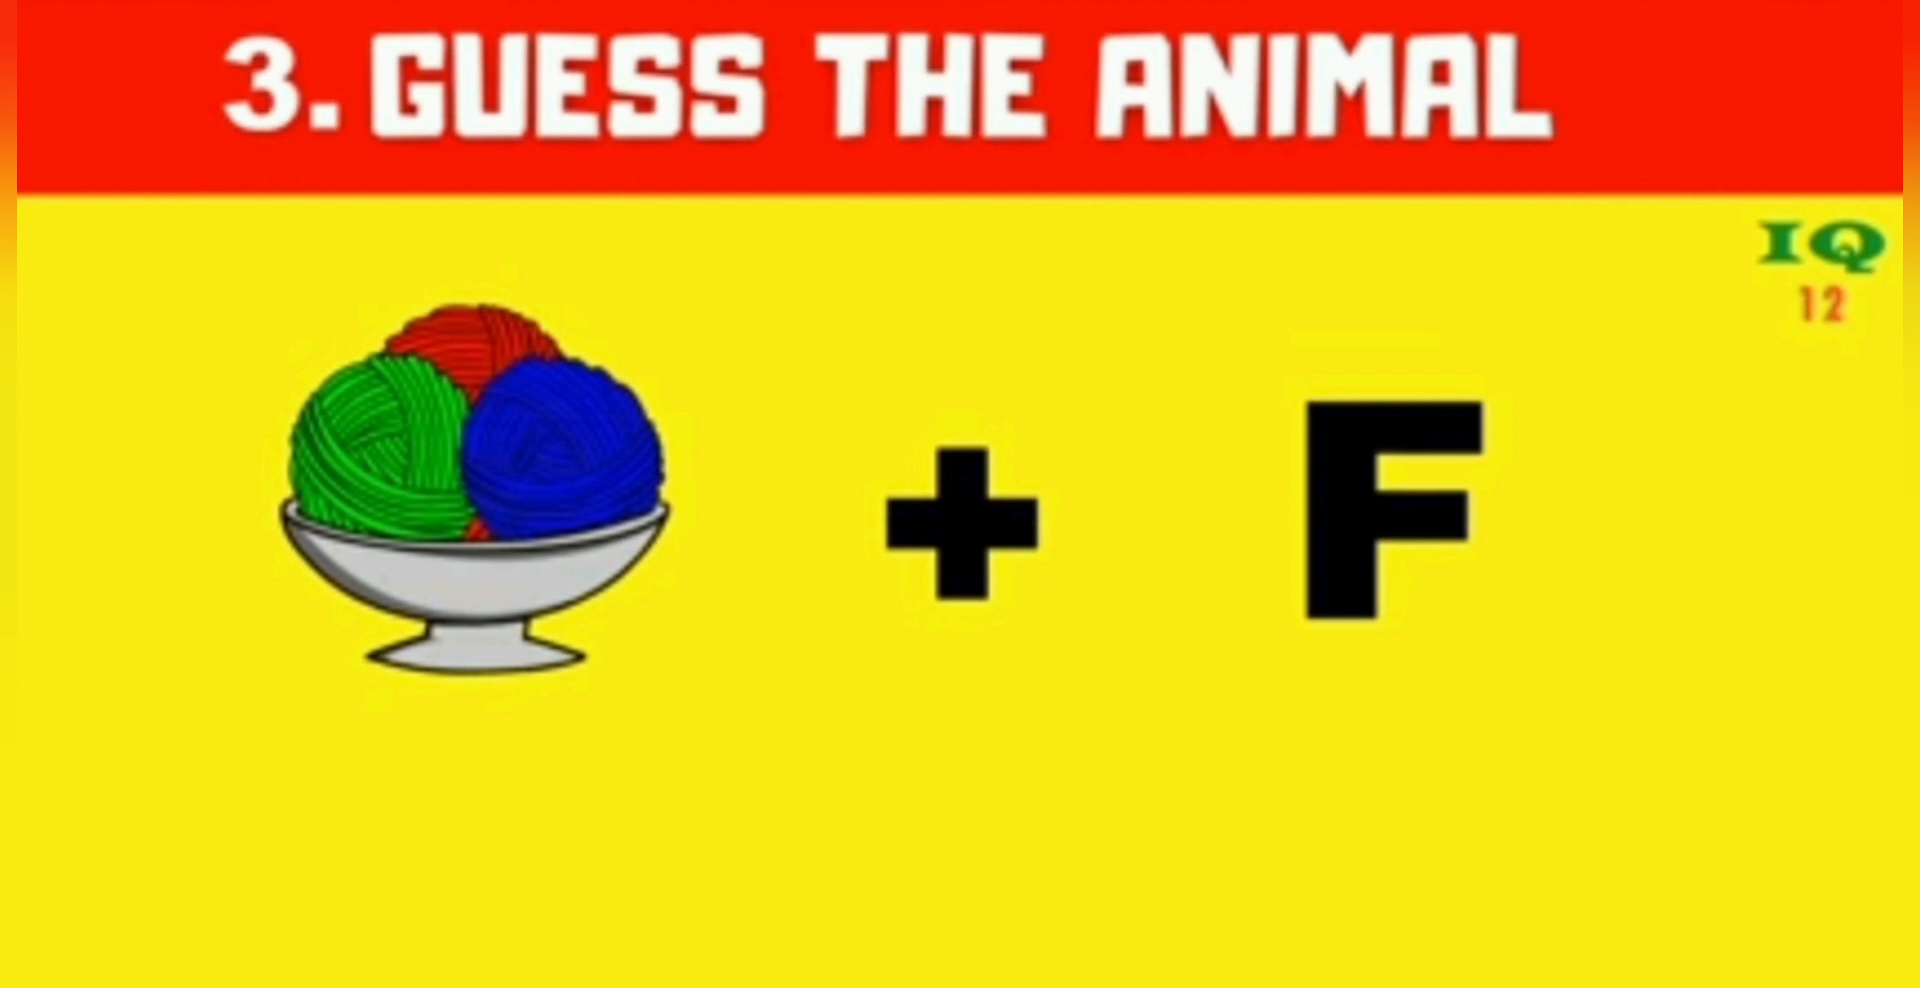 3. GUESS THE ANIMAL
IQ
12
+ F